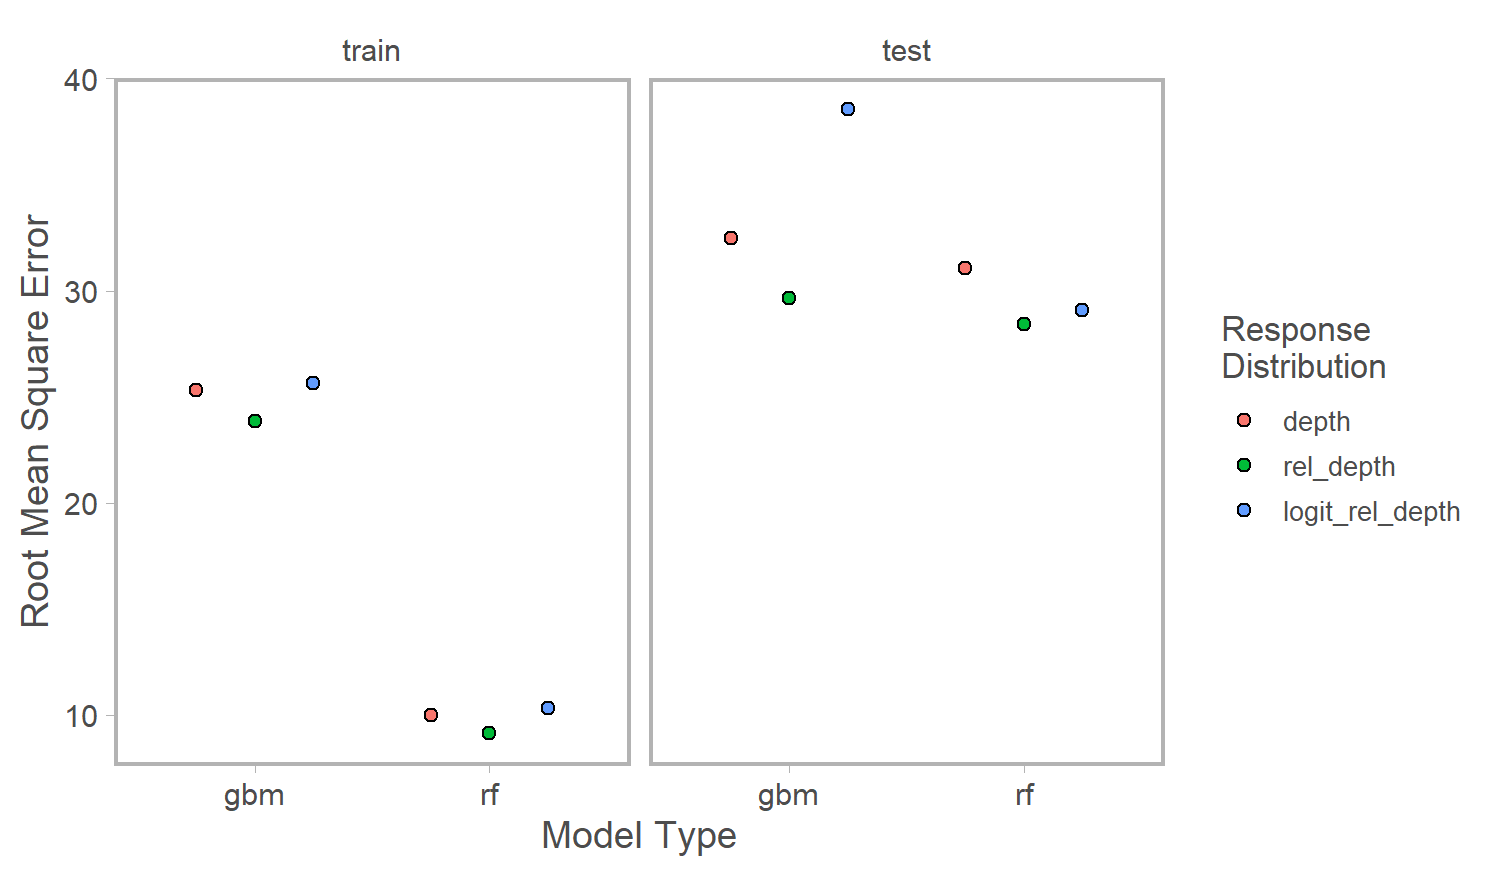 train
test
40
30
20
10
Root Mean Square Error
gbm
rf
gbm
rf
Model Type
Response
Distribution
depth
rel_depth
logit_rel_depth